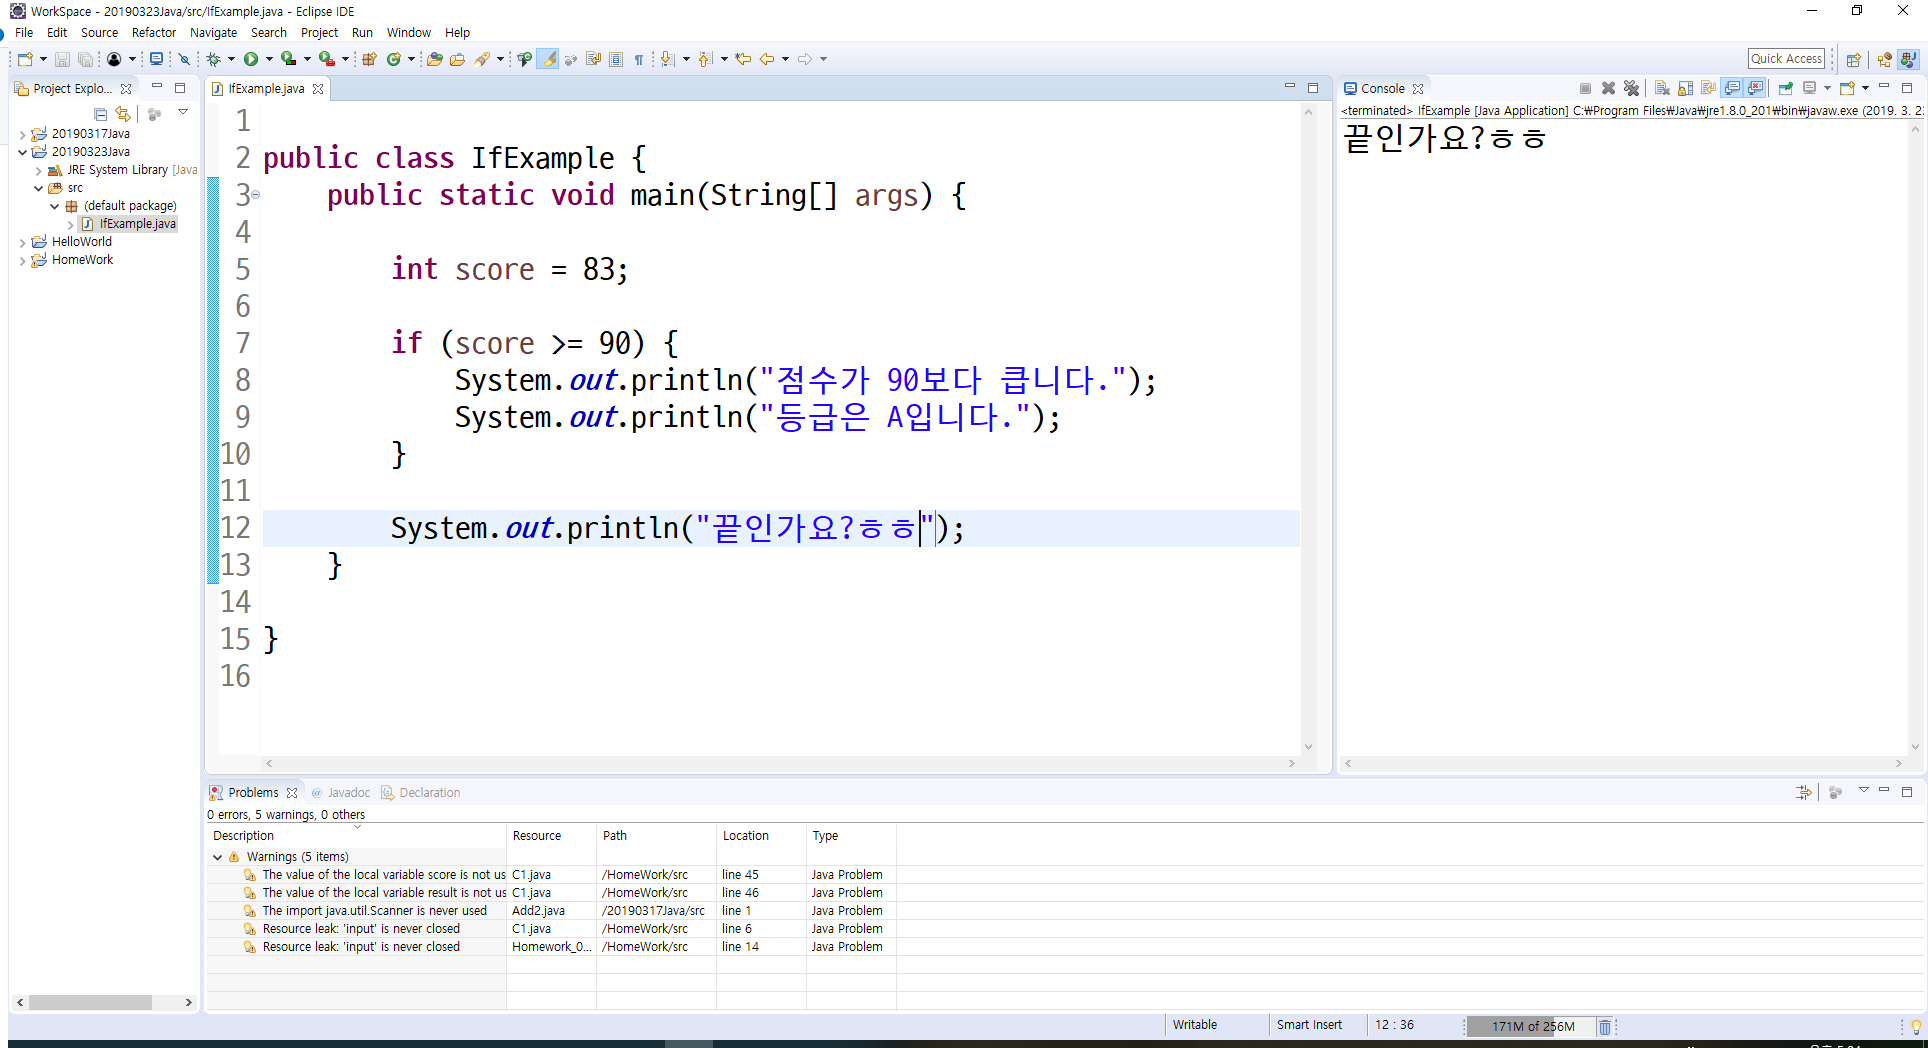 WorkSpace - 20190323Java/src/IfExample.java - Eclipse IDE
File Edit Source Refactor Navigate Search Project Run Window Help
Quick Access
Project Explo...
20190317Java
20190323Java
JRE System Library [Java
src
(default package)
IfExample.java
HelloWorld
HomeWork
IfExample.java
1
2 public class IfExample {
3 public static void main(String[] args) {
4
5 int score = 83;
6
7 if (score >= 90) {
8 System.out.println("점수가 90보다 큽니다.");
9 System.out.println("등급은 A입니다.");
10 }
11
12 System.out.println("끝인가요?ㅎㅎ");
13 }
14
15 }
16
Console
<terminated> IfExample [Java Application] C:₩Program Files₩Java₩jre1.8.0_201₩bin₩javaw.exe (2019. 3. 23
끝인가요?ㅎㅎ
Problems @ Javadoc Declaration
0 errors, 5 warnings, 0 others
Description Resource Path Location Type
Warnings (5 items)
The value of the local variable score is not us C1.java /HomeWork/src line 45 Java Problem
The value of the local variable result is not us C1.java /HomeWork/src line 46 Java Problem
The import java.util.Scanner is never used Add2.java /20190317Java/src line 1 Java Problem
Resource leak: 'input' is never closed C1.java /HomeWork/src line 6 Java Problem
Resource leak: 'input' is never closed Homework_0... /HomeWork/src line 14 Java Problem
Writable Smart Insert 12 : 36 171M of 256M